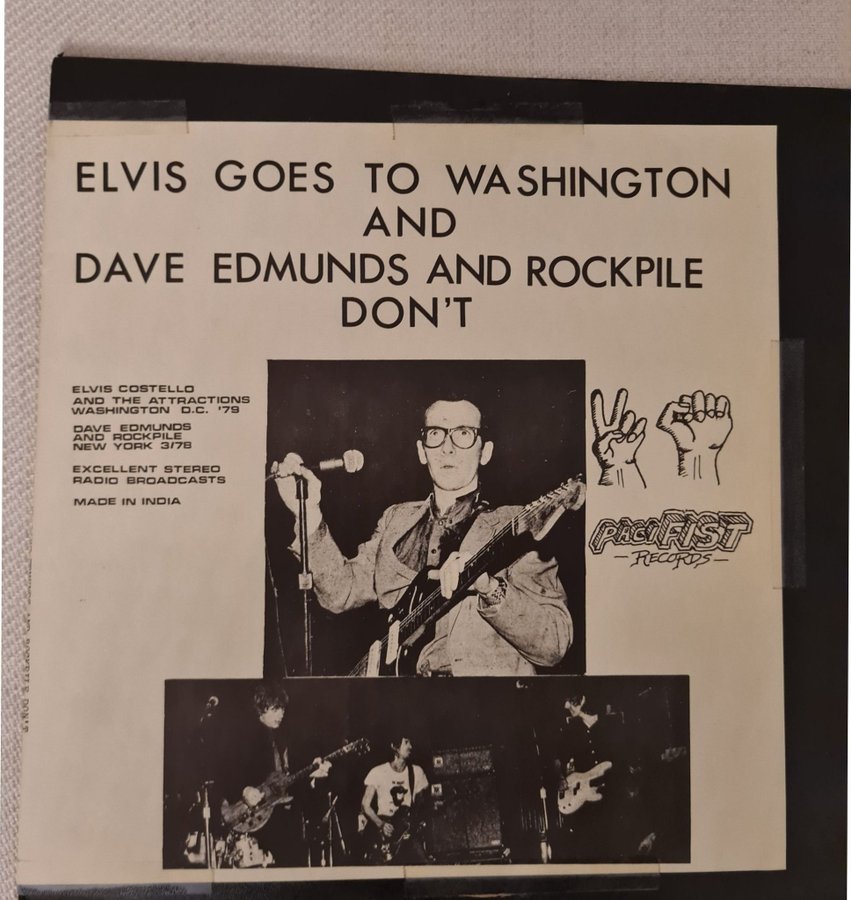 ELVIS GOES TO WASHINGTON
AND
DAVE EDMUNDS AND ROCKPILE
DON'T
ELVIS COSTELLO
AND THE ATTRACTIONS
WASHINGTON D.C. '79
DAVE EDMUNDS
AND ROCKPILE
NEW YORK 3/78
EXCELLENT STEREO
RADIO BROADCASTS
MADE IN INDIA
PACIFIST
—RECORDS—